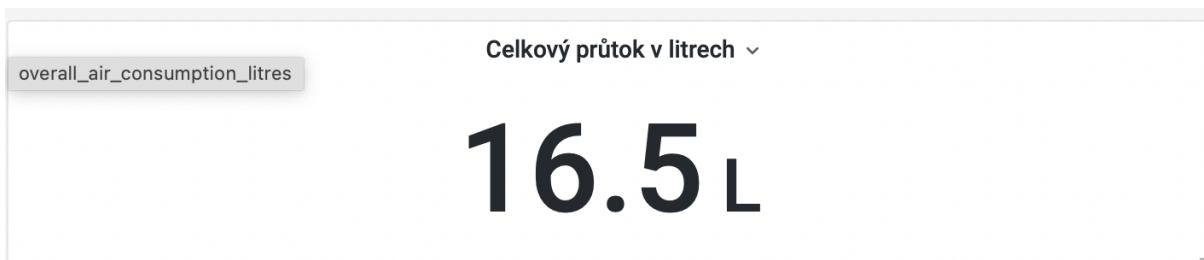 Celkový průtok v litrech
overall_air_consumption_litres
16.5 L